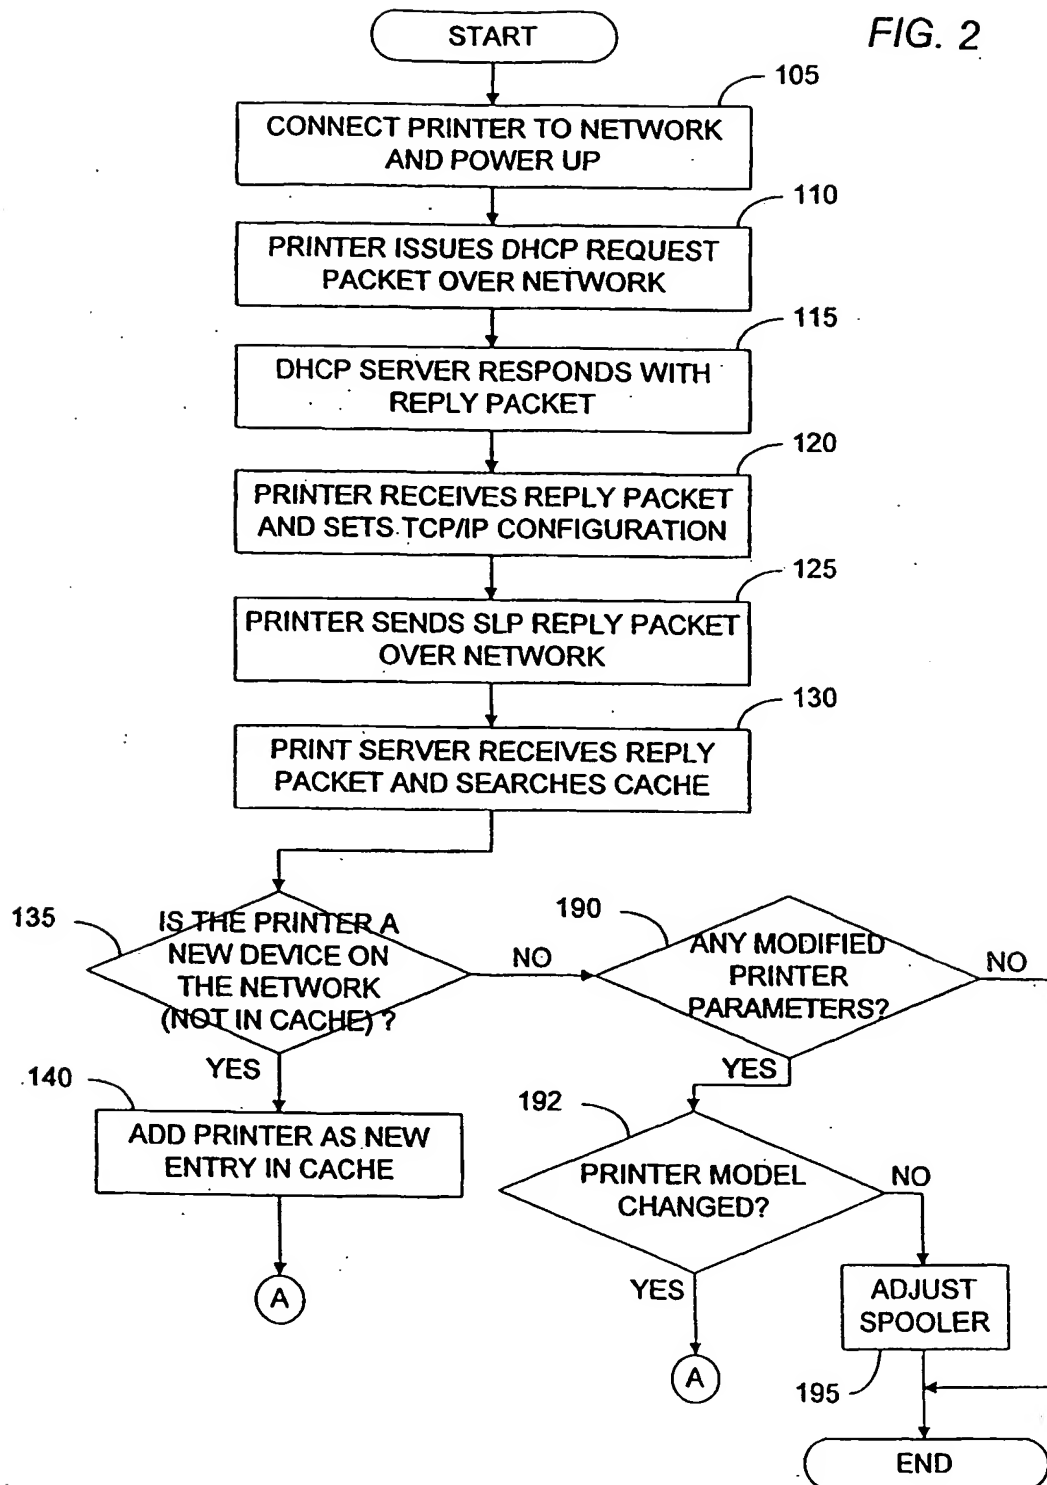 FIG. 2
START
105
CONNECT PRINTER TO NETWORK
AND POWER UP
110
PRINTER ISSUES DHCP REQUEST
PACKET OVER NETWORK
115
DHCP SERVER RESPONDS WITH
REPLY PACKET
120
PRINTER RECEIVES REPLY PACKET
AND SETS TCP/IP CONFIGURATION
125
PRINTER SENDS SLP REPLY PACKET
OVER NETWORK
130
PRINT SERVER RECEIVES REPLY
PACKET AND SEARCHES CACHE
135
IS THE PRINTER A
NEW DEVICE ON
THE NETWORK
(NOT IN CACHE) ?
NO
190
ANY MODIFIED
PRINTER
PARAMETERS?
NO
YES
YES
140
ADD PRINTER AS NEW
ENTRY IN CACHE
192
PRINTER MODEL
CHANGED?
NO
YES
A
ADJUST
SPOOLER
A
195
END